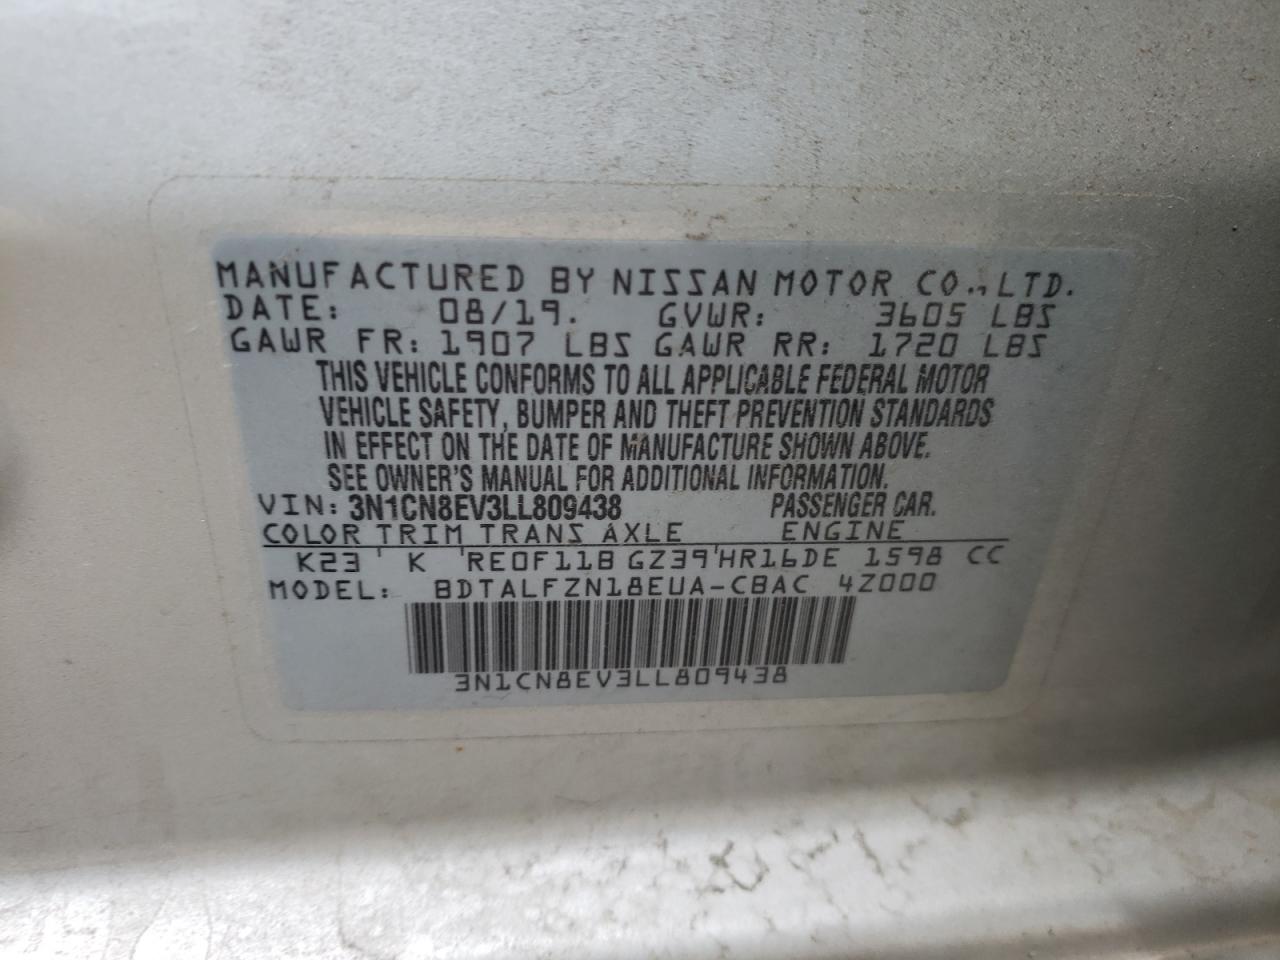 MANUFACTURED BY NISSAN MOTOR CO., LTD.
DATE: 08/19. GVWR: 3605 LBS
GAWR FR: 1907 LBS GAWR RR: 1720 LBS
THIS VEHICLE CONFORMS TO ALL APPLICABLE FEDERAL MOTOR
VEHICLE SAFETY, BUMPER AND THEFT PREVENTION STANDARDS
IN EFFECT ON THE DATE OF MANUFACTURE SHOWN ABOVE.
SEE OWNER'S MANUAL FOR ADDITIONAL INFORMATION.
VIN: 3N1CN8EV3LL809438 PASSENGER CAR.
COLOR TRIM TRANS AXLE ENGINE
K23 K RE0F11B GZ39 HR16DE 1598 CC
MODEL: BDTALFZN18EUA-CBAC 4Z000
3N1CN8EV3LL809438